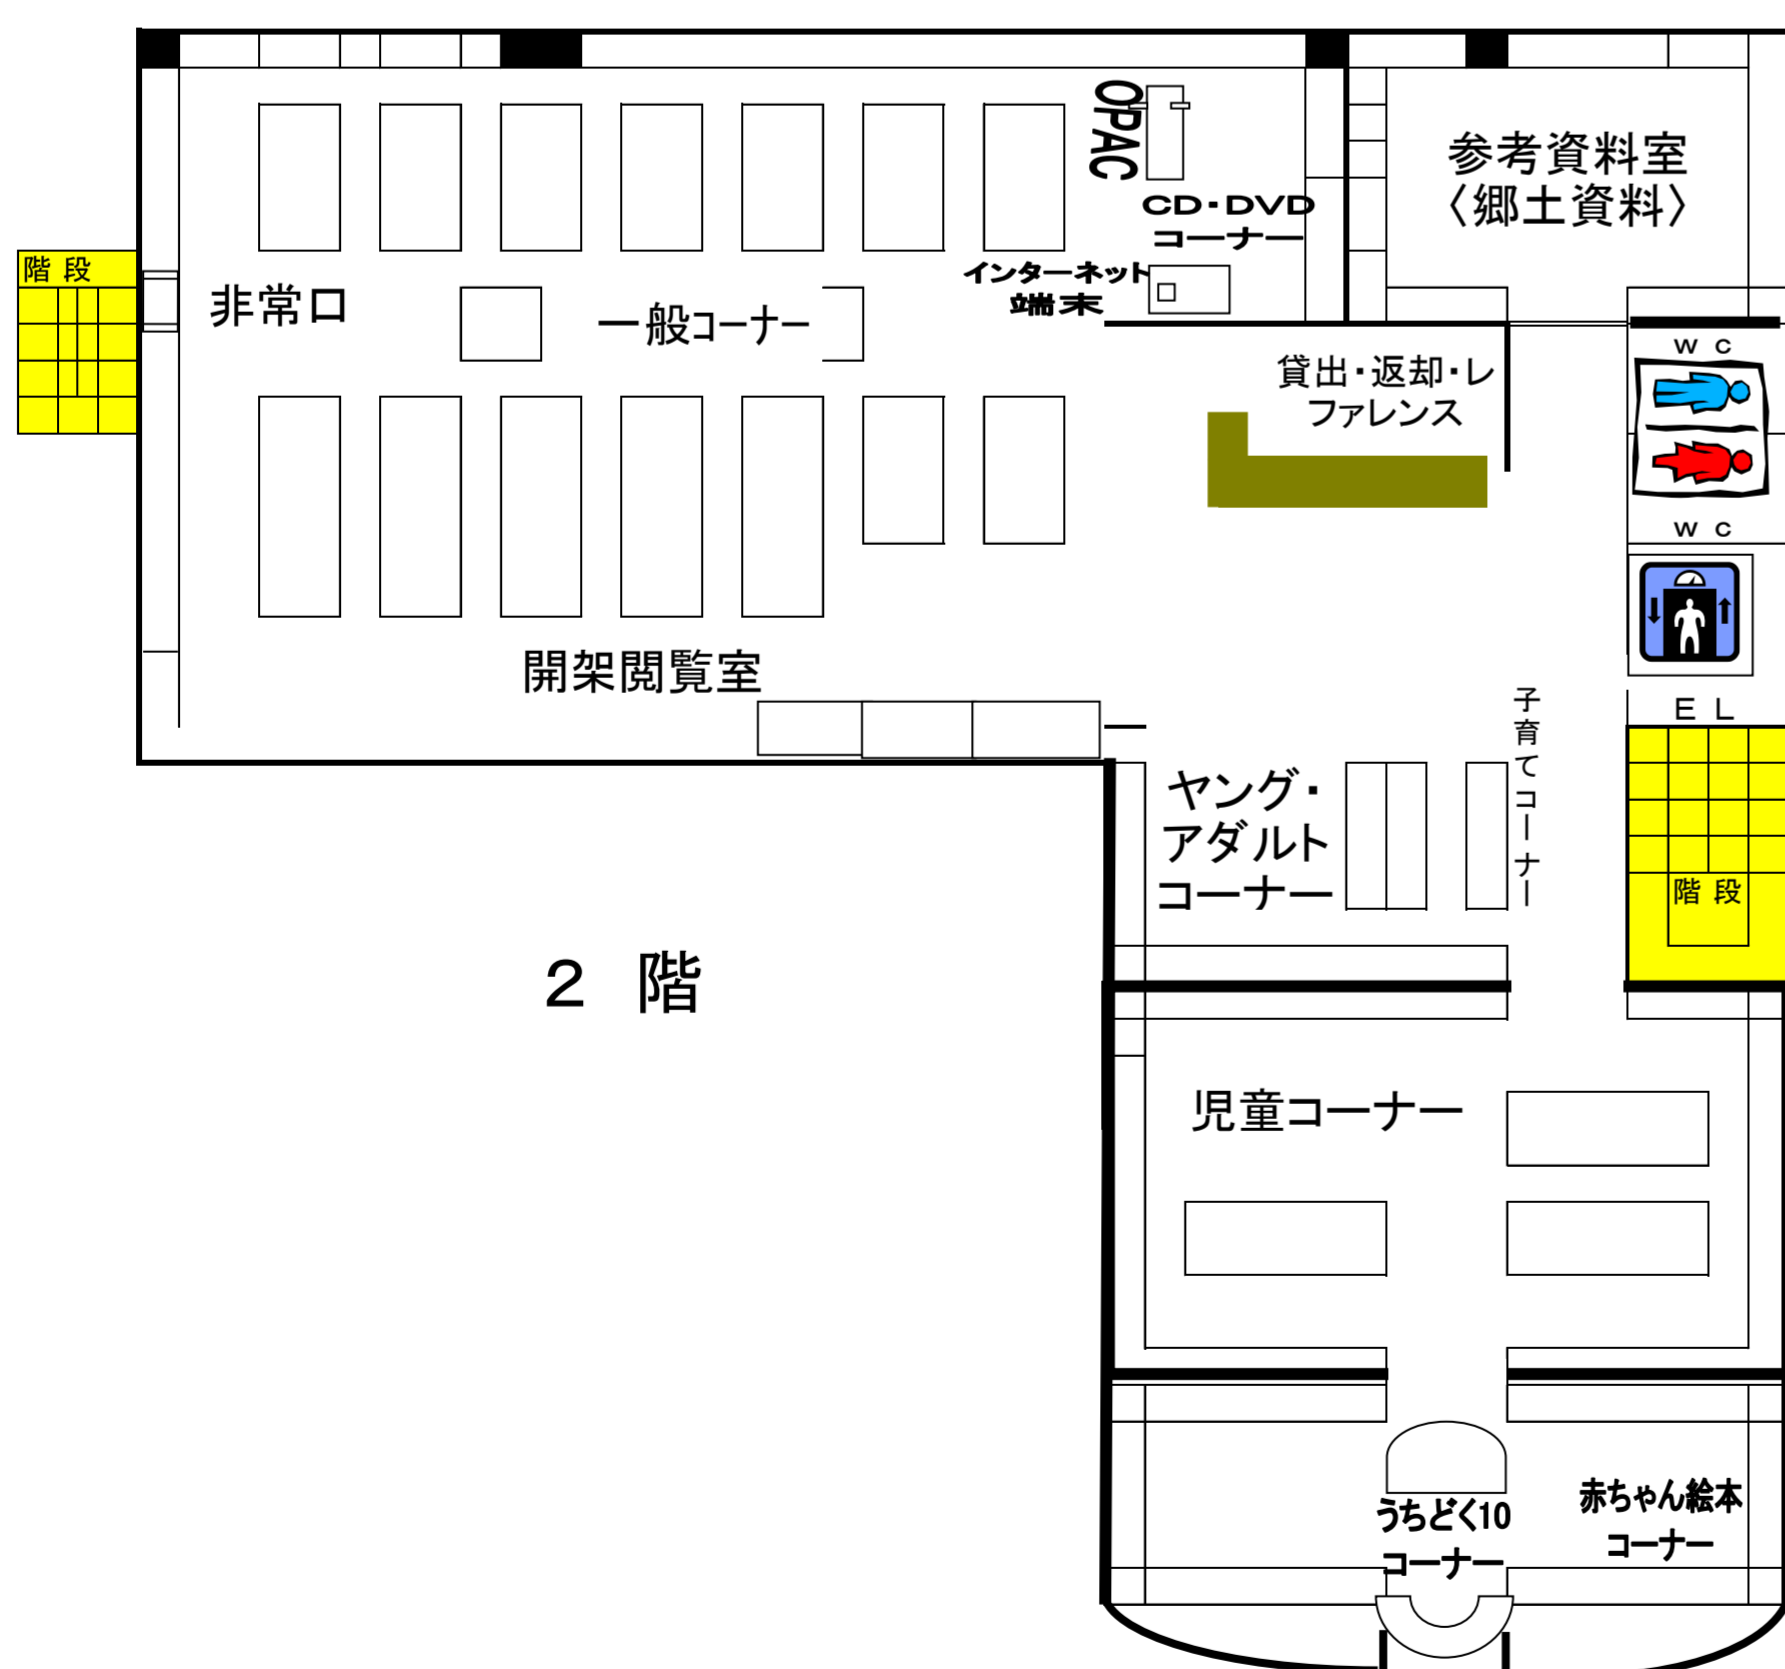 OPAC
参考資料室
〈郷土資料〉
CD・DVD
コーナー
階段
非常口
インターネット
端末
一般コーナー
ＷＣ
貸出・返却・レ
ファレンス
ＷＣ
開架閲覧室
ＥＬ
子育てコーナー
ヤング・
アダルト
コーナー
階段
２　階
児童コーナー
うちどく10
コーナー
赤ちゃん絵本
コーナー